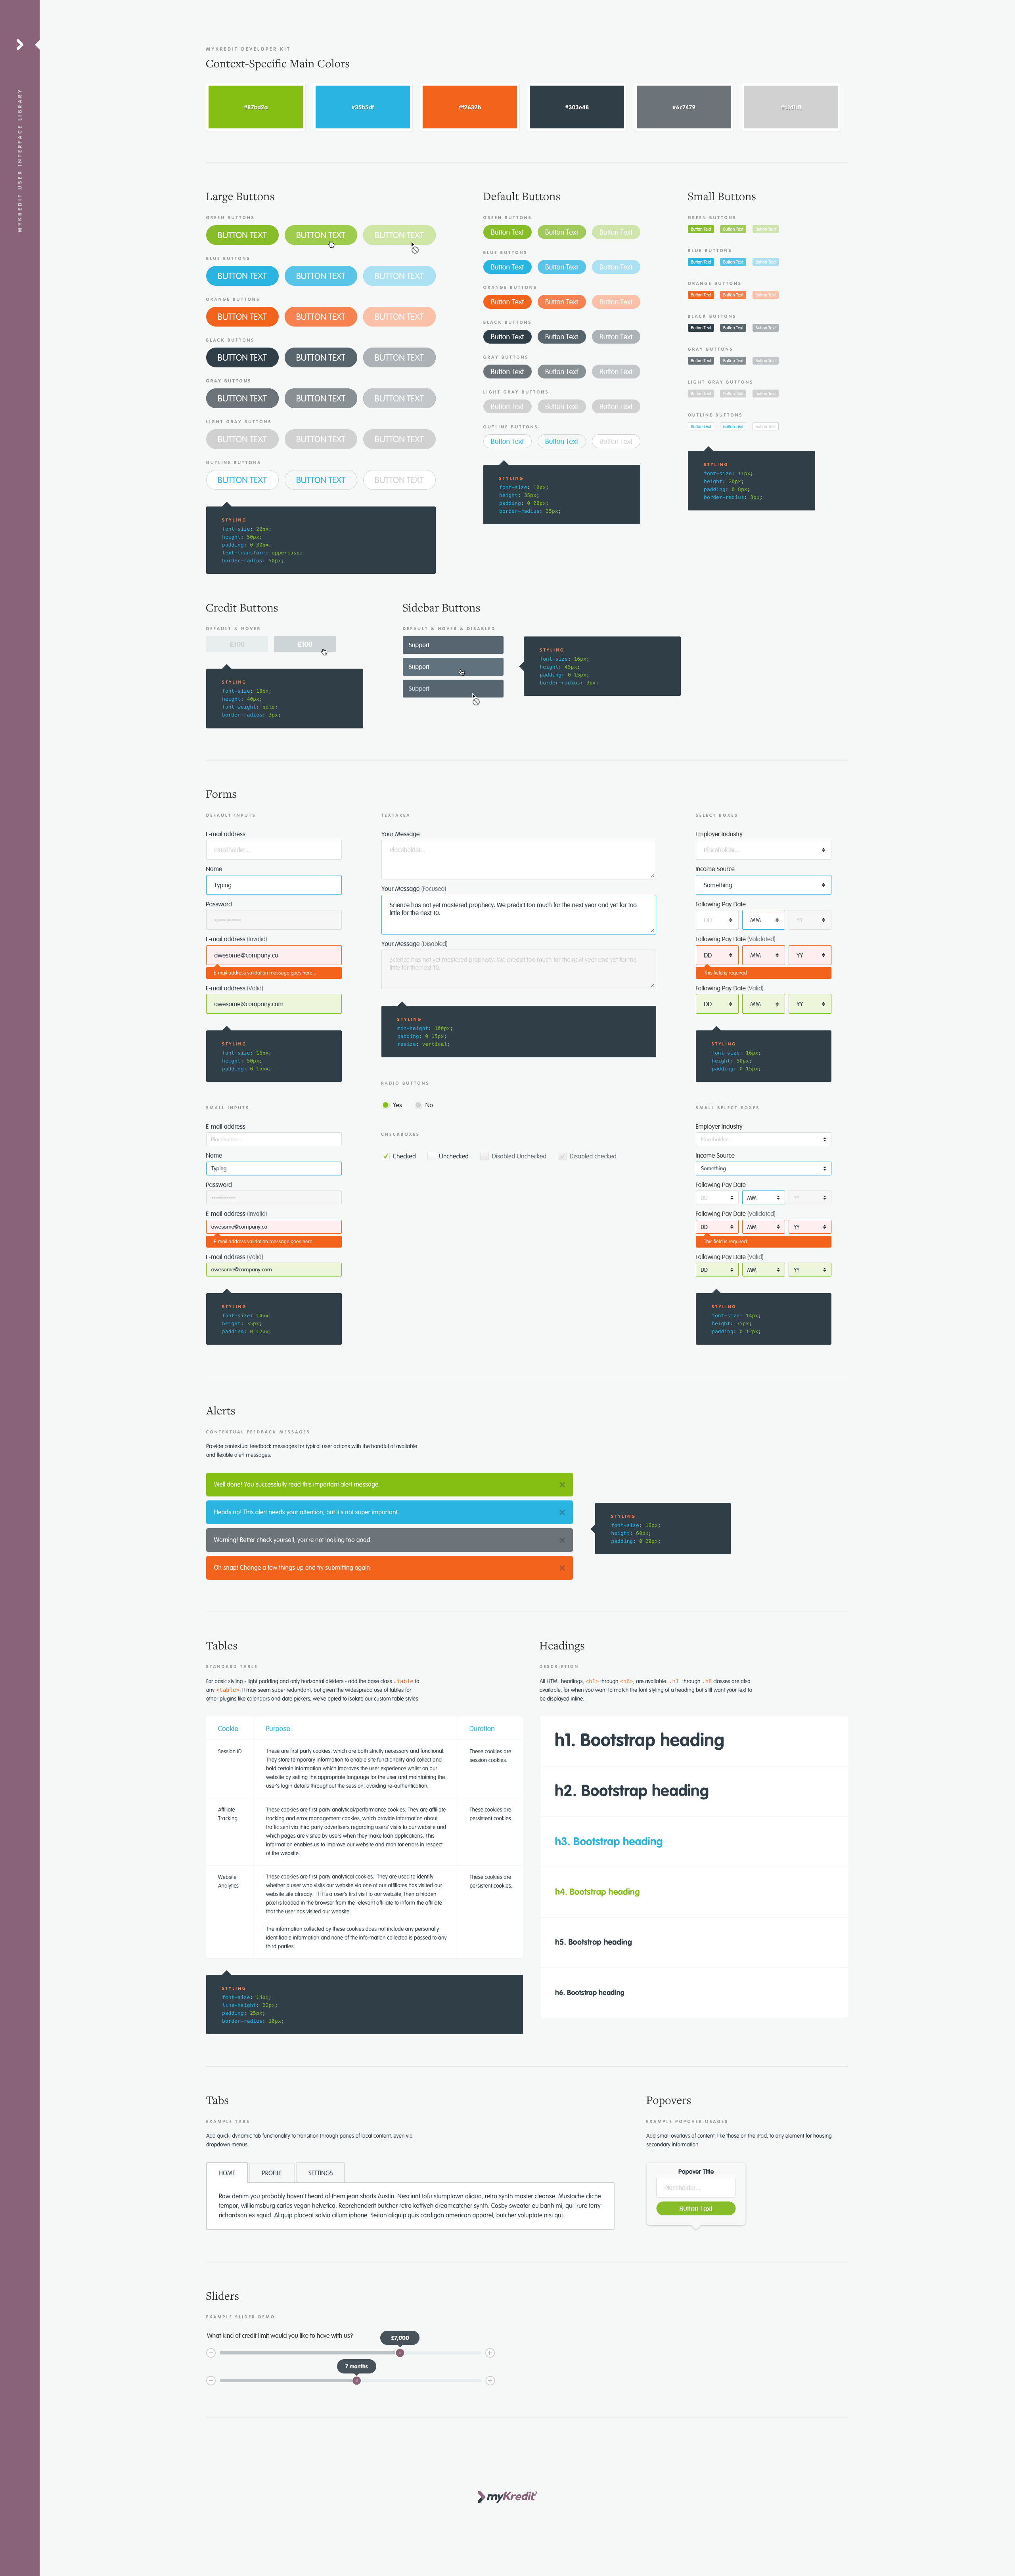 MYKREDIT USER INTERFACE LIBRARY
MYKREDIT DEVELOPER KIT
Context-Specific Main Colors
#87bd2a
#35b5df
#f2632b
#303e48
#6c7479
#d1d1d1
Large Buttons
GREEN BUTTONS
BUTTON TEXT BUTTON TEXT BUTTON TEXT
BLUE BUTTONS
BUTTON TEXT BUTTON TEXT BUTTON TEXT
ORANGE BUTTONS
BUTTON TEXT BUTTON TEXT BUTTON TEXT
BLACK BUTTONS
BUTTON TEXT BUTTON TEXT BUTTON TEXT
GRAY BUTTONS
BUTTON TEXT BUTTON TEXT BUTTON TEXT
LIGHT GRAY BUTTONS
BUTTON TEXT BUTTON TEXT BUTTON TEXT
OUTLINE BUTTONS
BUTTON TEXT BUTTON TEXT BUTTON TEXT
STYLING
font-size: 22px;
height: 50px;
padding: 0 30px;
text-transform: uppercase;
border-radius: 50px;
Default Buttons
GREEN BUTTONS
Button Text Button Text Button Text
BLUE BUTTONS
Button Text Button Text Button Text
ORANGE BUTTONS
Button Text Button Text Button Text
BLACK BUTTONS
Button Text Button Text Button Text
GRAY BUTTONS
Button Text Button Text Button Text
LIGHT GRAY BUTTONS
Button Text Button Text Button Text
OUTLINE BUTTONS
Button Text Button Text Button Text
STYLING
font-size: 18px;
height: 35px;
padding: 0 20px;
border-radius: 35px;
Small Buttons
GREEN BUTTONS
Button Text Button Text Button Text
BLUE BUTTONS
Button Text Button Text Button Text
ORANGE BUTTONS
Button Text Button Text Button Text
BLACK BUTTONS
Button Text Button Text Button Text
GRAY BUTTONS
Button Text Button Text Button Text
LIGHT GRAY BUTTONS
Button Text Button Text Button Text
OUTLINE BUTTONS
Button Text Button Text Button Text
STYLING
font-size: 11px;
height: 20px;
padding: 0 8px;
border-radius: 3px;
Credit Buttons
DEFAULT & HOVER
£100 £100
STYLING
font-size: 18px;
height: 40px;
font-weight: bold;
border-radius: 3px;
Sidebar Buttons
DEFAULT & HOVER & DISABLED
Support
Support
Support
STYLING
font-size: 16px;
height: 45px;
padding: 0 15px;
border-radius: 3px;
Forms
DEFAULT INPUTS
E-mail address
Placeholder...
Name
Typing
Password
E-mail address (Invalid)
awesome@company.co
E-mail address validation message goes here...
E-mail address (Valid)
awesome@company.com
STYLING
font-size: 16px;
height: 50px;
padding: 0 15px;
SMALL INPUTS
E-mail address
Placeholder...
Name
Typing
Password
E-mail address (Invalid)
awesome@company.co
E-mail address validation message goes here...
E-mail address (Valid)
awesome@company.com
STYLING
font-size: 14px;
height: 35px;
padding: 0 12px;
TEXTAREA
Your Message
Placeholder...
Your Message (Focused)
Science has not yet mastered prophecy. We predict too much for the next year and yet far too
little for the next 10.
Your Message (Disabled)
Science has not yet mastered prophecy. We predict too much for the next year and yet far too
little for the next 10.
STYLING
min-height: 100px;
padding: 0 15px;
resize: vertical;
RADIO BUTTONS
Yes No
CHECKBOXES
Checked Unchecked Disabled Unchecked Disabled checked
SELECT BOXES
Employer Industry
Placeholder...
Income Source
Something
Following Pay Date
DD MM YY
Following Pay Date (Validated)
DD MM YY
This field is required
Following Pay Date (Valid)
DD MM YY
STYLING
font-size: 16px;
height: 50px;
padding: 0 15px;
SMALL SELECT BOXES
Employer Industry
Placeholder...
Income Source
Something
Following Pay Date
DD MM YY
Following Pay Date (Validated)
DD MM YY
This field is required
Following Pay Date (Valid)
DD MM YY
STYLING
font-size: 14px;
height: 35px;
padding: 0 12px;
Alerts
CONTEXTUAL FEEDBACK MESSAGES
Provide contextual feedback messages for typical user actions with the handful of available
and flexible alert messages.
Well done! You successfully read this important alert message.
Heads up! This alert needs your attention, but it's not super important.
Warning! Better check yourself, you're not looking too good.
Oh snap! Change a few things up and try submitting again.
STYLING
font-size: 16px;
height: 60px;
padding: 0 20px;
Tables
STANDARD TABLE
For basic styling - light padding and only horizontal dividers - add the base class .table to
any <table>. It may seem super redundant, but given the widespread use of tables for
other plugins like calendars and date pickers, we've opted to isolate our custom table styles.
Cookie Purpose Duration
Session ID
These are first party cookies, which are both strictly necessary and functional.
They store temporary information to enable site functionality and collect and
hold certain information which improves the user experience whilst on our
website by setting the appropriate language for the user and maintaining the
user's login details throughout the session, avoiding re-authentication.
These cookies are
session cookies.
Affiliate
Tracking
These cookies are first party analytical/performance cookies. They are affiliate
tracking and error management cookies, which provide information about
traffic sent via third party advertisers regarding users' visits to our website and
which pages are visited by users when they make loan applications. This
information enables us to improve our website and monitor errors in respect
of the website.
These cookies are
persistent cookies.
Website
Analytics
These cookies are first party analytical cookies. They are used to identify
whether a user who visits our website via one of our affiliates has visited our
website site already. if it is a user's first visit to our website, then a hidden
pixel is loaded in the browser from the relevant affiliate to inform the affiliate
that the user has visited our website.
The information collected by these cookies does not include any personally
identifiable information and none of the information collected is passed to any
third parties.
These cookies are
persistent cookies.
STYLING
font-size: 14px;
line-height: 22px;
padding: 25px;
border-radius: 10px;
Headings
DESCRIPTION
All HTML headings, <h1> through <h6>, are available. .h1 through .h6 classes are also
available, for when you want to match the font styling of a heading but still want your text to
be displayed inline.
h1. Bootstrap heading
h2. Bootstrap heading
h3. Bootstrap heading
h4. Bootstrap heading
h5. Bootstrap heading
h6. Bootstrap heading
Tabs
EXAMPLE TABS
Add quick, dynamic tab functionality to transition through panes of local content, even via
dropdown menus.
HOME PROFILE SETTINGS
Raw denim you probably haven't heard of them jean shorts Austin. Nesciunt tofu stumptown aliqua, retro synth master cleanse. Mustache cliche
tempor, williamsburg carles vegan helvetica. Reprehenderit butcher retro keffiyeh dreamcatcher synth. Cosby sweater eu banh mi, qui irure terry
richardson ex squid. Aliquip placeat salvia cillum iphone. Seitan aliquip quis cardigan american apparel, butcher voluptate nisi qui.
Popovers
EXAMPLE POPOVER USAGES
Add small overlays of content, like those on the iPad, to any element for housing
secondary information.
Popover Title
Placeholder...
Button Text
Sliders
EXAMPLE SLIDER DEMO
What kind of credit limit would you like to have with us?
£7,000
7 months
myKredit